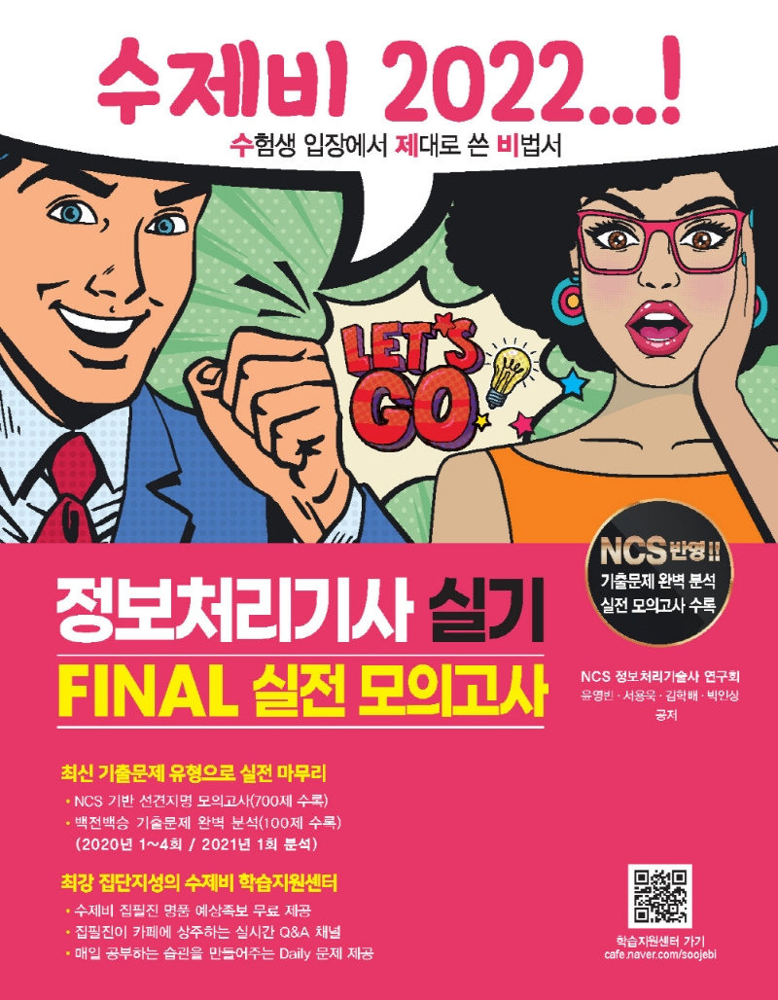 수제비 2022...!
수험생 입장에서 제대로 쓴 비법서
LET'S
GO
NCS반영!!
기출문제 완벽 분석
실전 모의고사 수록
정보처리기사 실기
FINAL 실전 모의고사
NCS 정보처리기술사 연구회
윤영빈 · 서용욱 · 김학배 · 박인상
공저
최신 기출문제 유형으로 실전 마무리
· NCS 기반 선견지명 모의고사(700제 수록)
· 백전백승 기출문제 완벽 분석(100제 수록)
(2020년 1~4회 / 2021년 1회 분석)
최강 집단지성의 수제비 학습지원센터
· 수제비 집필진 명품 예상족보 무료 제공
· 집필진이 카페에 상주하는 실시간 Q&A 채널
· 매일 공부하는 습관을 만들어주는 Daily 문제 제공
학습지원센터 가기
cafe.naver.com/soojebi